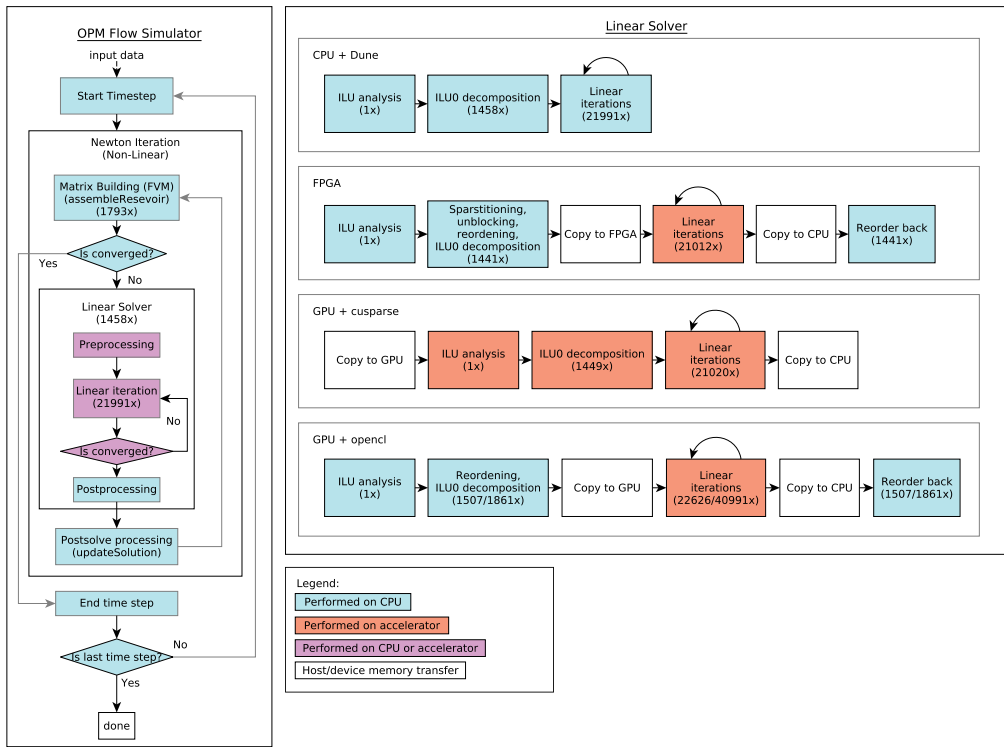 OPM Flow Simulator
input data
Start Timestep
Newton Iteration
(Non-Linear)
Matrix Building (FVM)
(assembleResevoir)
(1793x)
Is converged?
Yes
No
Linear Solver
(1458x)
Preprocessing
Linear iteration
(21991x)
No
Is converged?
Postprocessing
Postsolve processing
(updateSolution)
End time step
Is last time step?
No
Yes
done
Linear Solver
CPU + Dune
ILU analysis
(1x)
ILU0 decomposition
(1458x)
Linear
iterations
(21991x)
FPGA
ILU analysis
(1x)
Sparstitioning,
unblocking,
reordering,
ILU0 decomposition
(1441x)
Copy to FPGA
Linear
iterations
(21012x)
Copy to CPU
Reorder back
(1441x)
GPU + cusparse
Copy to GPU
ILU analysis
(1x)
ILU0 decomposition
(1449x)
Linear
iterations
(21020x)
Copy to CPU
GPU + opencl
ILU analysis
(1x)
Reordering,
ILU0 decomposition
(1507/1861x)
Copy to GPU
Linear
iterations
(22626/40991x)
Copy to CPU
Reorder back
(1507/1861x)
Legend:
Performed on CPU
Performed on accelerator
Performed on CPU or accelerator
Host/device memory transfer